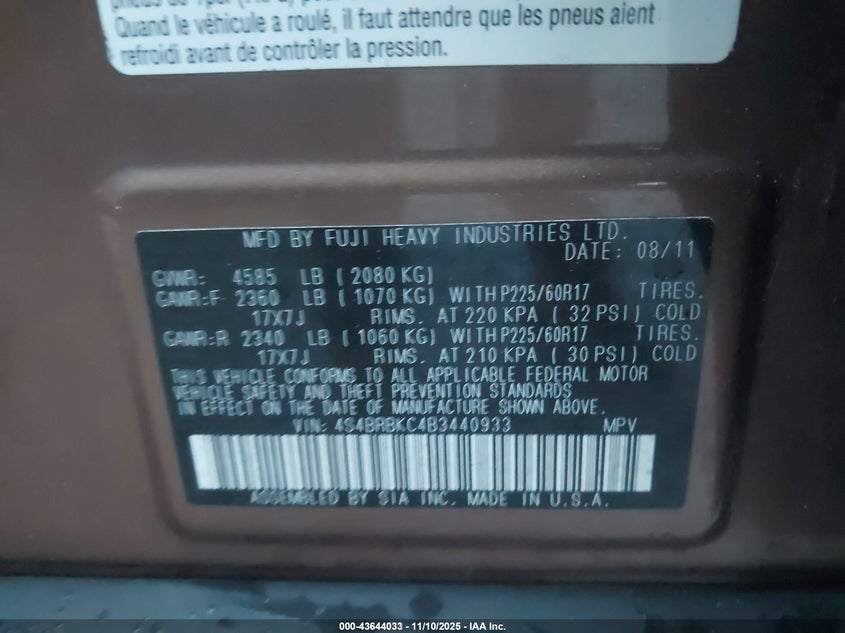 Quand le véhicule a roulé, il faut attendre que les pneus aient
refroidi avant de contrôler la pression.
MFD BY FUJI HEAVY INDUSTRIES LTD.
DATE: 08/11
GVWR: 4585 LB ( 2080 KG)
GAWR:F 2360 LB ( 1070 KG) WITH P225/60R17 TIRES.
17X7J RIMS. AT 220 KPA ( 32 PSI) COLD
GAWR:R 2340 LB ( 1060 KG) WITH P225/60R17 TIRES.
17X7J RIMS. AT 210 KPA ( 30 PSI) COLD
THIS VEHICLE CONFORMS TO ALL APPLICABLE FEDERAL MOTOR
VEHICLE SAFETY AND THEFT PREVENTION STANDARDS
IN EFFECT ON THE DATE OF MANUFACTURE SHOWN ABOVE.
VIN: 4S4BRBKC4B3440933 MPV
ASSEMBLED BY SIA INC. MADE IN U.S.A.
000-43644033 - 11/10/2025 - IAA Inc.